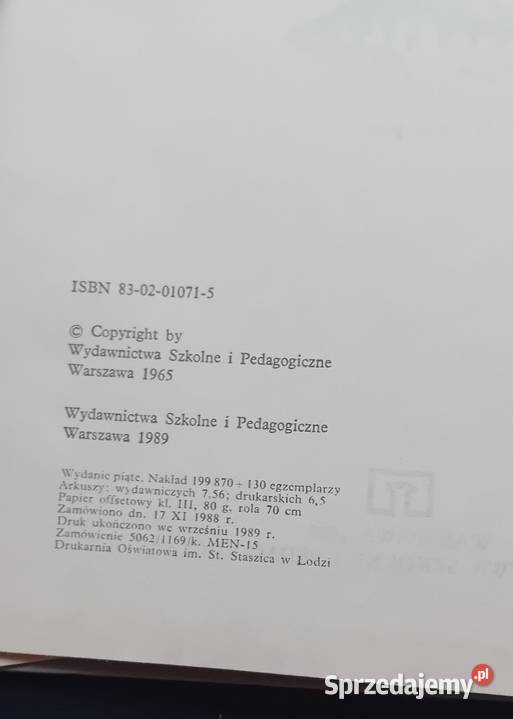 ISBN 83-02-01071-5
© Copyright by
Wydawnictwa Szkolne i Pedagogiczne
Warszawa 1965
Wydawnictwa Szkolne i Pedagogiczne
Warszawa 1989
Wydanie piąte. Nakład 199 870 + 130 egzemplarzy
Arkuszy: wydawniczych 7,56; drukarskich 6,5
Papier offsetowy kl. III, 80 g, rola 70 cm
Zamówiono dn. 17 XI 1988 r.
Druk ukończono we wrześniu 1989 r.
Zamówienie 5062/1169/k. MEN-15
Drukarnia Oświatowa im. St. Staszica w Łodzi
Sprzedajemy.pl